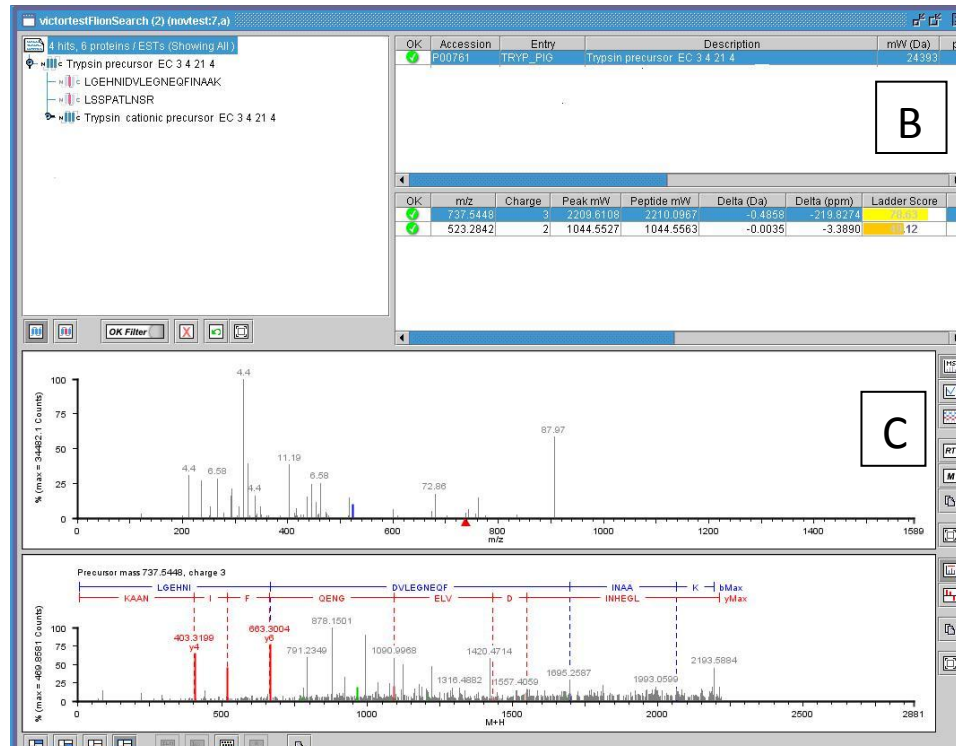 victortestFlionSearch (2) (novtest:7,a)
4 hits, 6 proteins / ESTs (Showing All )
Trypsin precursor EC 3 4 21 4
LGEHNIDVLEGNEQFINAAK
LSSPATLNSR
Trypsin cationic precursor EC 3 4 21 4
OK Filter
OK Accession Entry Description mW (Da)
P00761 TRYP_PIG Trypsin precursor EC 3 4 21 4 24393
B
OK m/z Charge Peak mW Peptide mW Delta (Da) Delta (ppm) Ladder Score
737.5448 3 2209.6108 2210.0967 -0.4858 -219.8274
523.2842 2 1044.5527 1044.5563 -0.0035 -3.3890
C
% (max = 34482.1 Counts)
100
75
50
25
0
4.4
4.4
6.58
4.4
11.19
6.58
72.86
87.97
0 200 400 600 800 1000 1200 1400 1589
m/z
MS
RT
M
Precursor mass 737.5448, charge 3
LGEHNI DVLEGNEQF INAA K bMax
KAAN I F QENG ELV D INHEGL yMax
% (max = 469.8581 Counts)
100
75
50
25
0
403.3199
y4
663.3004
y6
791.2349
878.1501
1090.9968
1316.4882
1420.4714
1557.4059
1695.2587
1993.0599
2193.5884
0 500 1000 1500 2000 2500 2881
M+H